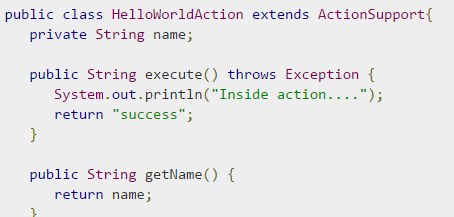 public class HelloWorldAction extends ActionSupport{
private String name;
public String execute() throws Exception {
System.out.println("Inside action....");
return "success";
}
public String getName() {
return name;
}